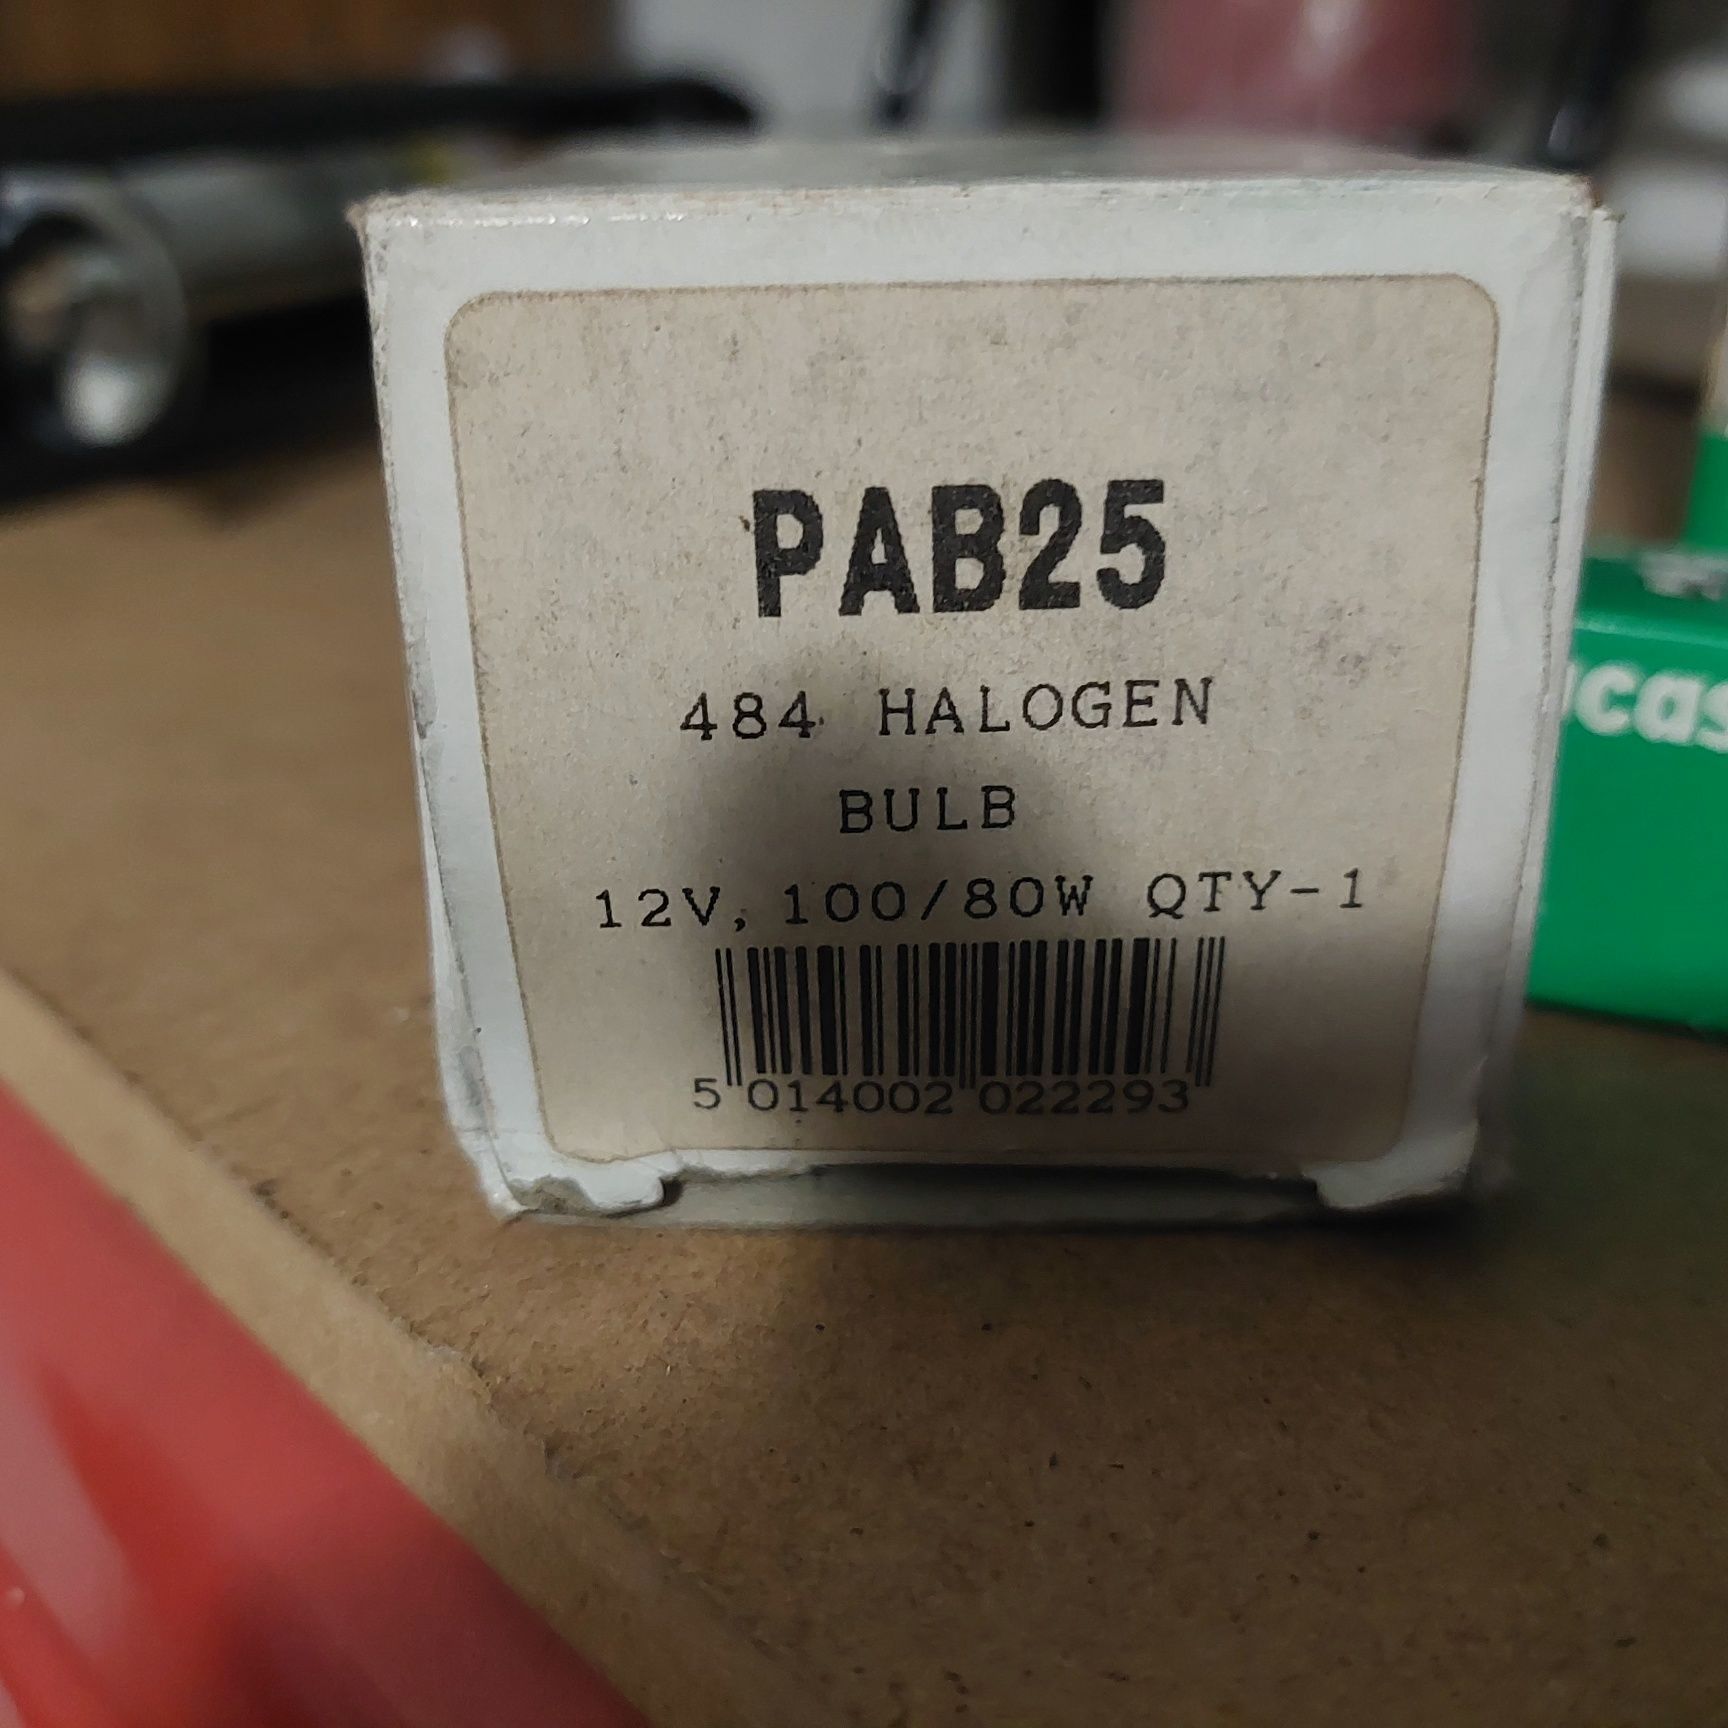 PAB25
484 HALOGEN
BULB
12V, 100/80W QTY-1
5 014002 022293